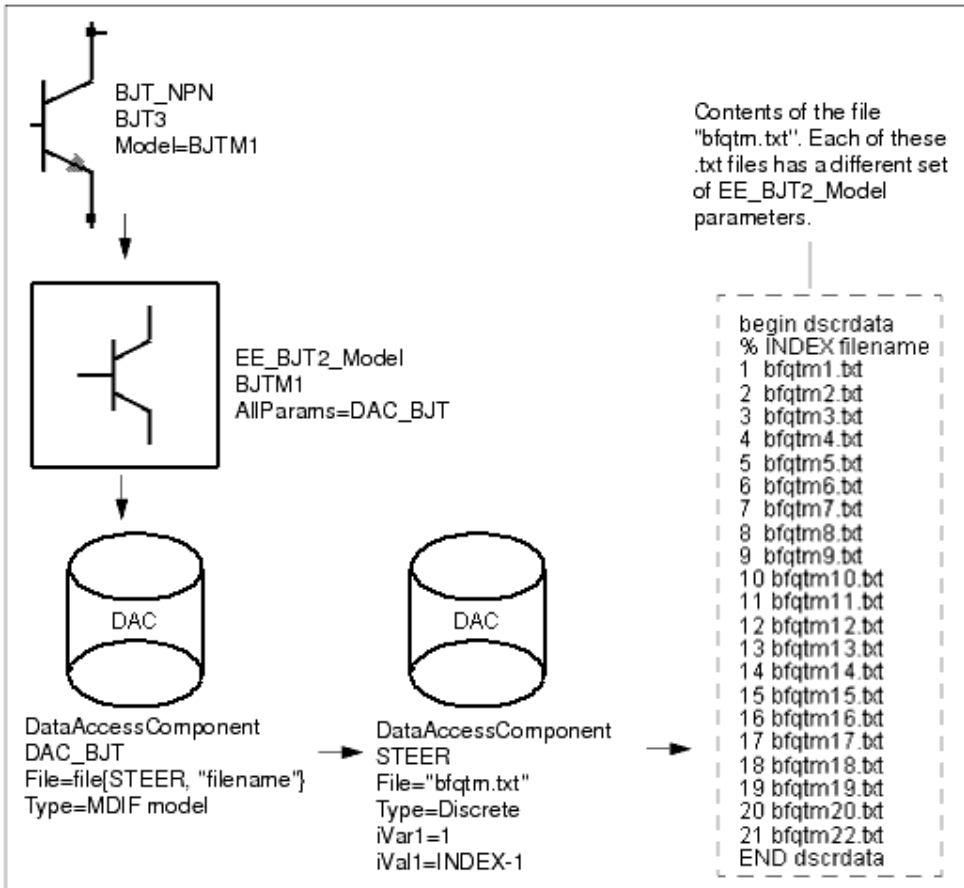 BJT_NPN
BJT3
Model=BJTM1
EE_BJT2_Model
BJTM1
AllParams=DAC_BJT
DAC
DataAccessComponent
DAC_BJT
File=file{STEER, "filename"}
Type=MDIF model
DAC
DataAccessComponent
STEER
File="bfqtm.txt"
Type=Discrete
iVar1=1
iVal1=INDEX-1
Contents of the file
"bfqtm.txt". Each of these
.txt files has a different set
of EE_BJT2_Model
parameters.
begin dscrdata
% INDEX filename
1 bfqtm1.txt
2 bfqtm2.txt
3 bfqtm3.txt
4 bfqtm4.txt
5 bfqtm5.txt
6 bfqtm6.txt
7 bfqtm7.txt
8 bfqtm8.txt
9 bfqtm9.txt
10 bfqtm10.txt
11 bfqtm11.txt
12 bfqtm12.txt
13 bfqtm13.txt
14 bfqtm14.txt
15 bfqtm15.txt
16 bfqtm16.txt
17 bfqtm17.txt
18 bfqtm18.txt
19 bfqtm19.txt
20 bfqtm20.txt
21 bfqtm22.txt
END dscrdata